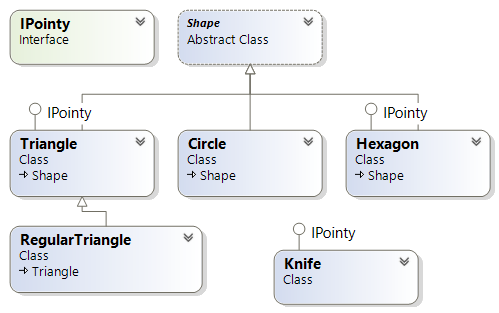 IPointy
Interface
Shape
Abstract Class
IPointy
IPointy
Triangle
Class
Shape
Circle
Class
Shape
Hexagon
Class
Shape
RegularTriangle
Class
Triangle
IPointy
Knife
Class